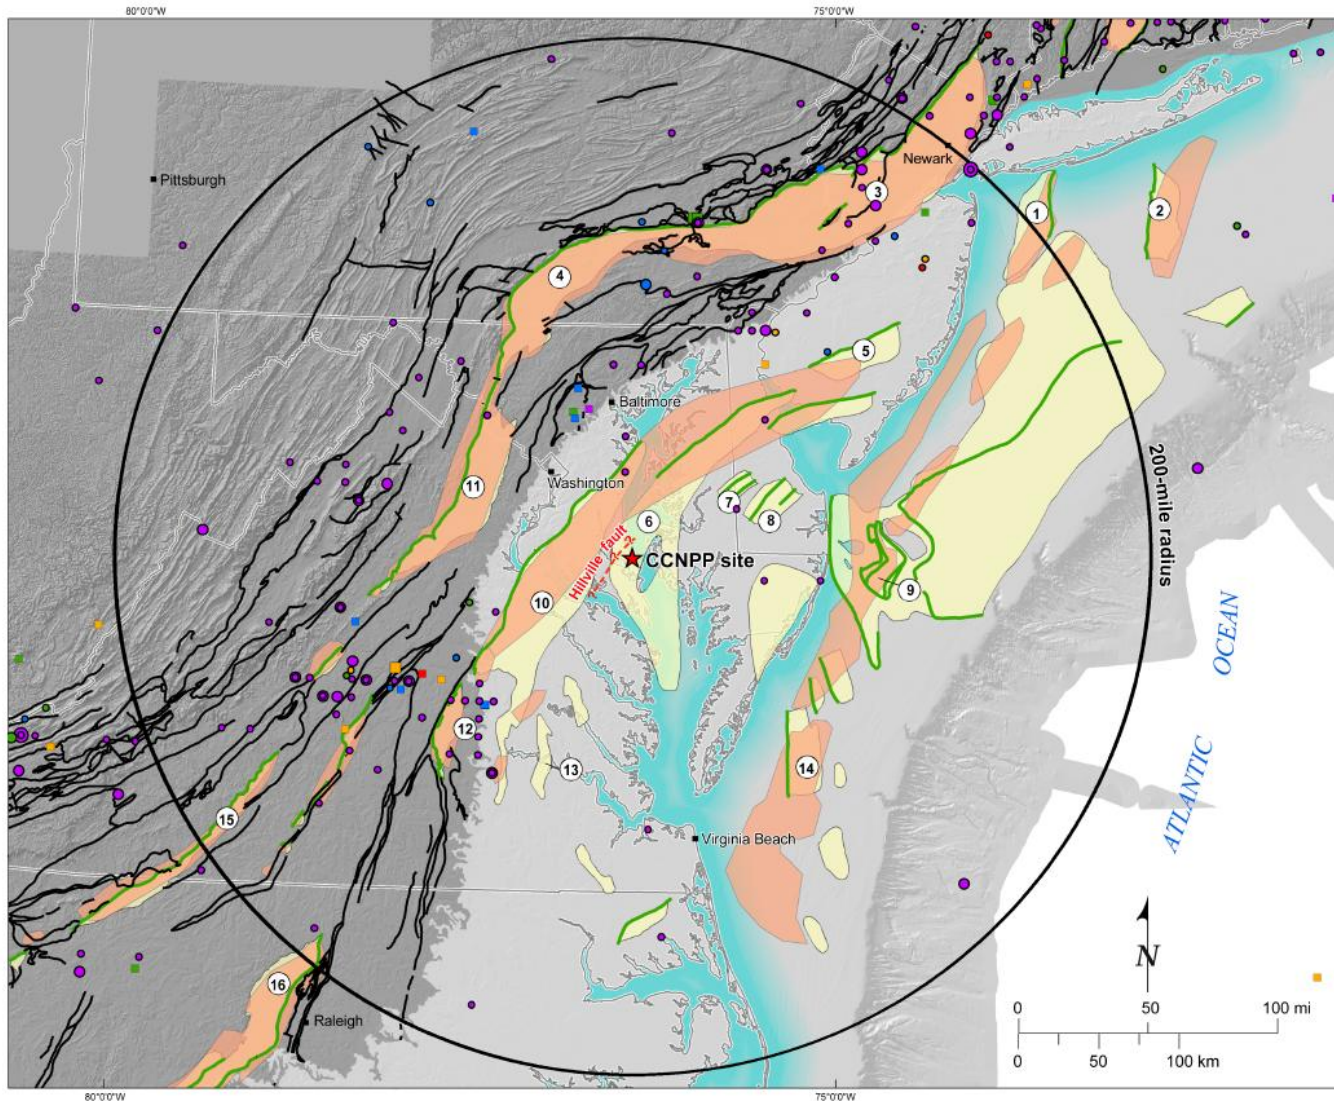 80°0'0"W
75°0'0"W
Pittsburgh
Newark
1
2
3
4
5
Baltimore
Washington
11
7
6
8
Hillville fault
? ?
CCNPP site
200-mile radius
9
10
OCEAN
12
13
14
ATLANTIC
15
Virginia Beach
16
Raleigh
N
0 50 100 mi
0 50 100 km
80°0'0"W
75°0'0"W